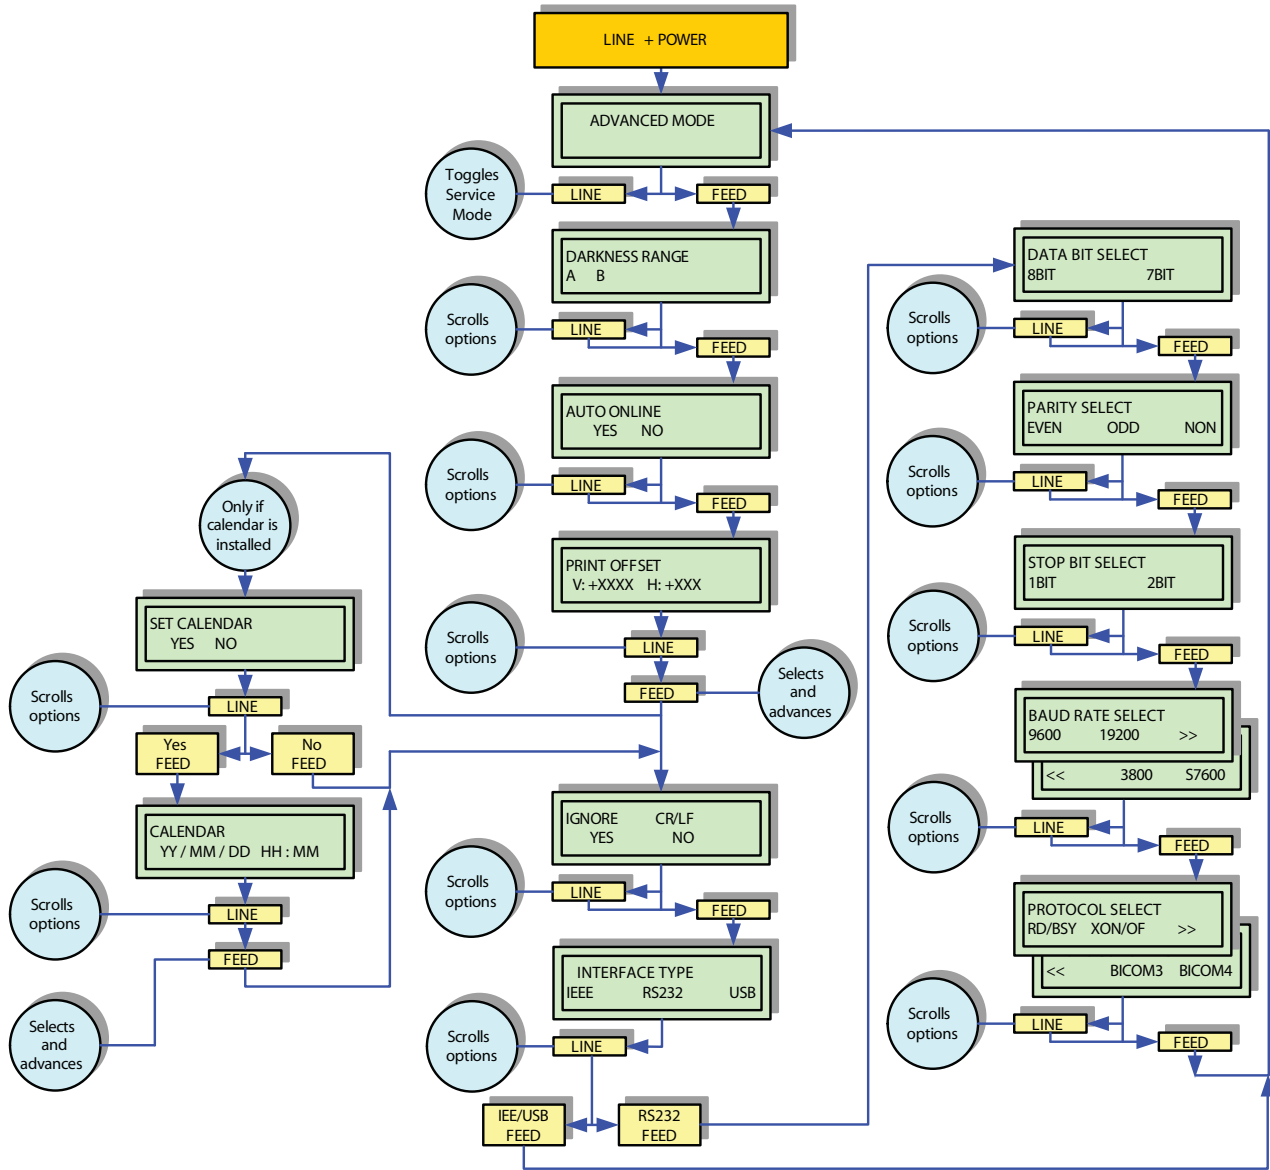 LINE + POWER
ADVANCED MODE
Toggles
Service
Mode
LINE
FEED
DARKNESS RANGE
A B
Scrolls
options
LINE
FEED
AUTO ONLINE
YES NO
Scrolls
options
LINE
FEED
PRINT OFFSET
V: +XXXX H: +XXX
Scrolls
options
LINE
FEED
Selects
and
advances
Only if
calendar is
installed
SET CALENDAR
YES NO
Scrolls
options
LINE
Yes
FEED
No
FEED
CALENDAR
YY / MM / DD HH : MM
Scrolls
options
LINE
FEED
Selects
and
advances
IGNORE CR/LF
YES NO
Scrolls
options
LINE
FEED
INTERFACE TYPE
IEEE RS232 USB
Scrolls
options
LINE
IEE/USB
FEED
RS232
FEED
DATA BIT SELECT
8BIT 7BIT
Scrolls
options
LINE
FEED
PARITY SELECT
EVEN ODD NON
Scrolls
options
LINE
FEED
STOP BIT SELECT
1BIT 2BIT
Scrolls
options
LINE
FEED
BAUD RATE SELECT
9600 19200 >>
<< 3800 S7600
Scrolls
options
LINE
FEED
PROTOCOL SELECT
RD/BSY XON/OF >>
<< BICOM3 BICOM4
Scrolls
options
LINE
FEED